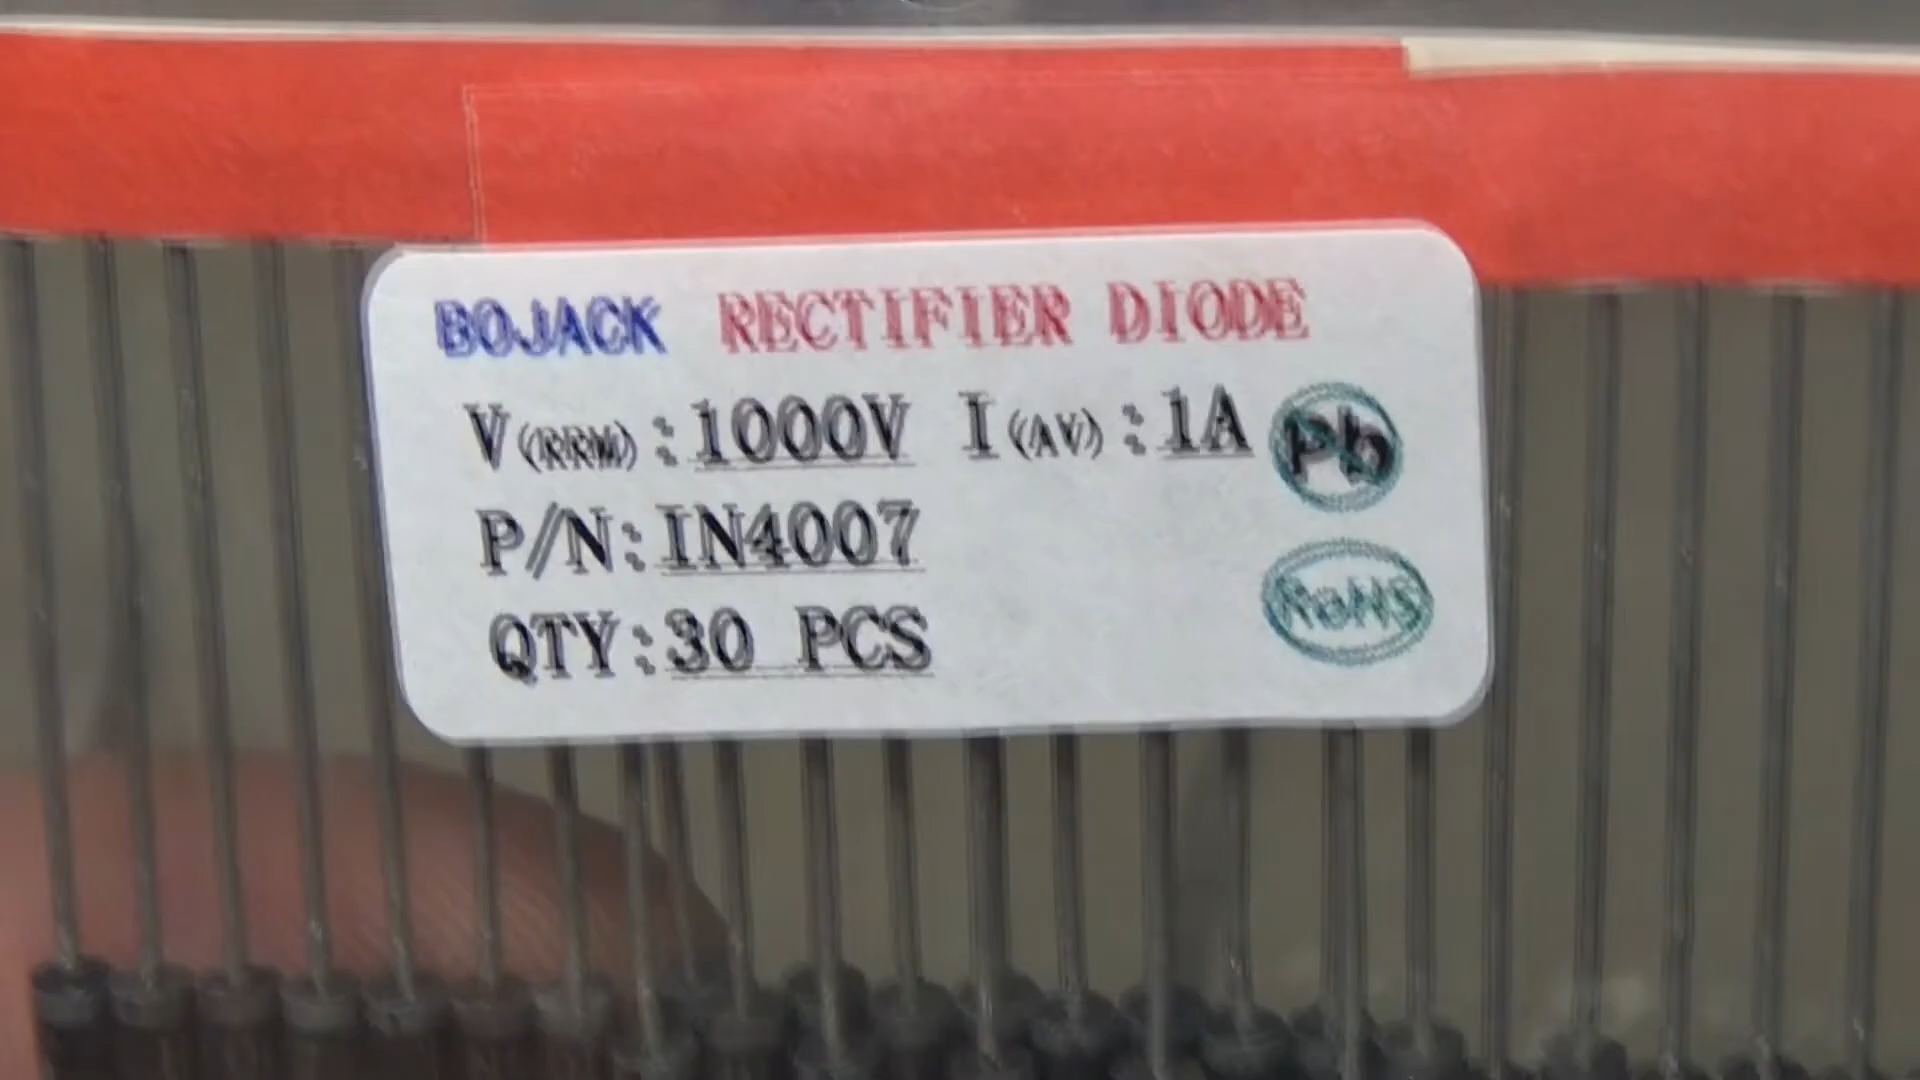 BOJACK RECTIFIER DIODE
V(RRM):1000V I(AV):1A Pb
P/N:IN4007
QTY:30 PCS
RoHS